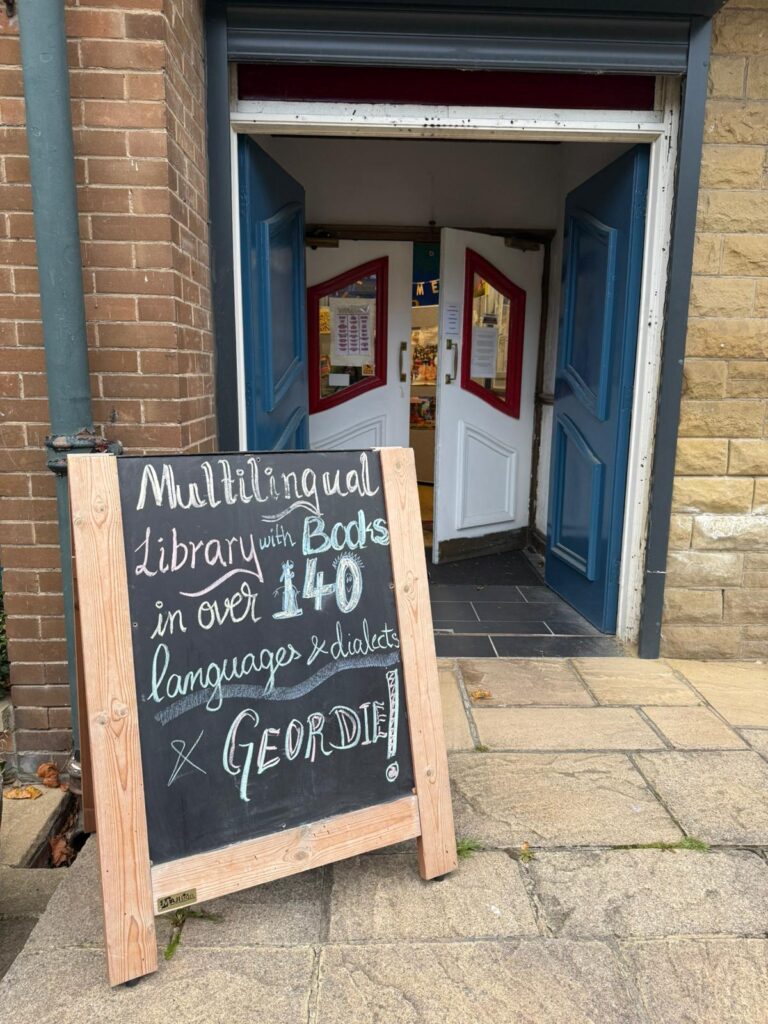 Multilingual
Library with Books
in over 140
languages & dialects
& GEORDIE!